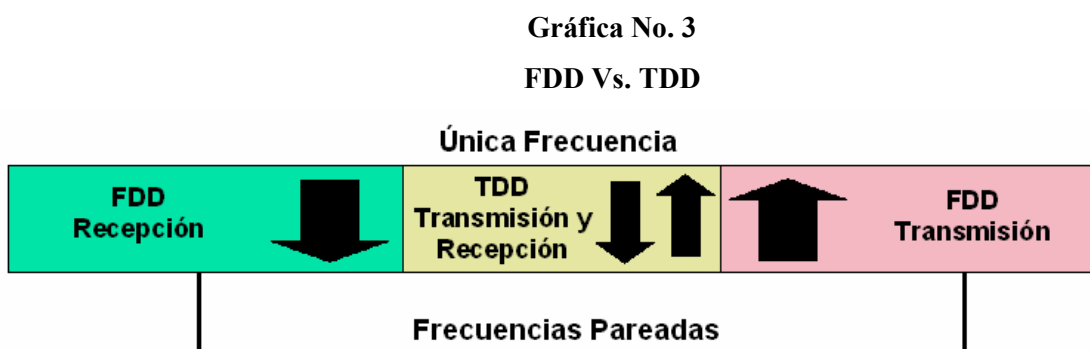 Gráfica No. 3
FDD Vs. TDD
Única Frecuencia
FDD
Recepción
TDD
Transmisión y
Recepción
FDD
Transmisión
Frecuencias Pareadas